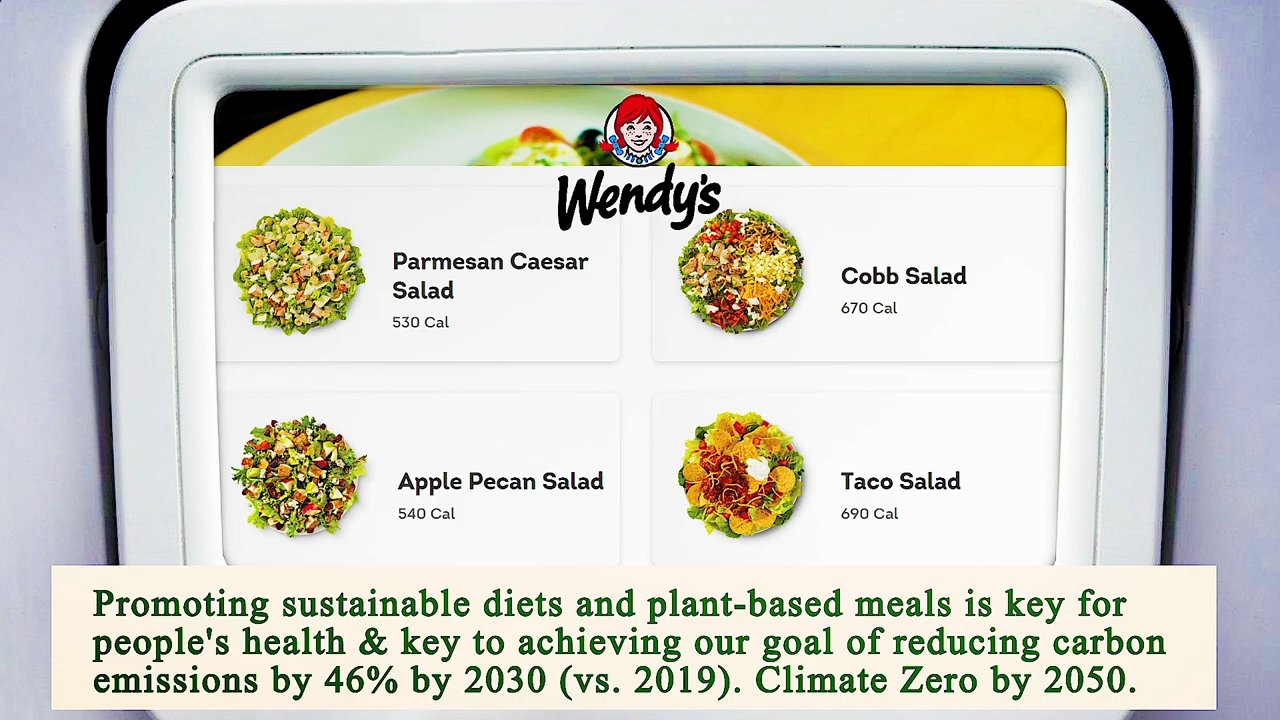 Wendy's
Parmesan Caesar
Salad
530 Cal
Cobb Salad
670 Cal
Apple Pecan Salad
540 Cal
Taco Salad
690 Cal
Promoting sustainable diets and plant-based meals is key for
people's health & key to achieving our goal of reducing carbon
emissions by 46% by 2030 (vs. 2019). Climate Zero by 2050.